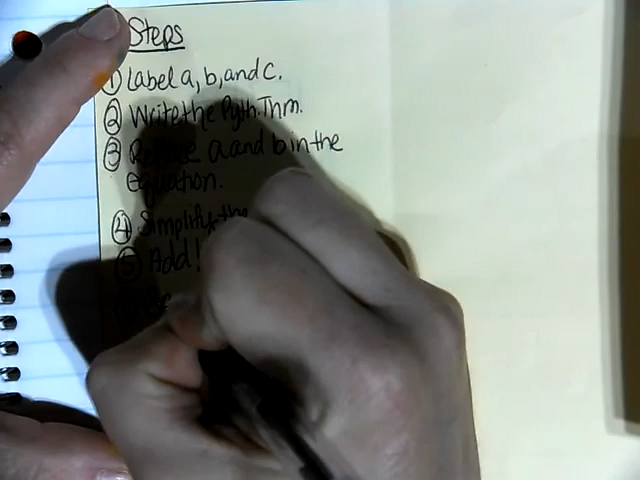 Steps
① Label a, b, and c.
② Write the Pyth. Thm.
③ Replace a and b in the
equation.
④ Simplify the
⑤ Add!